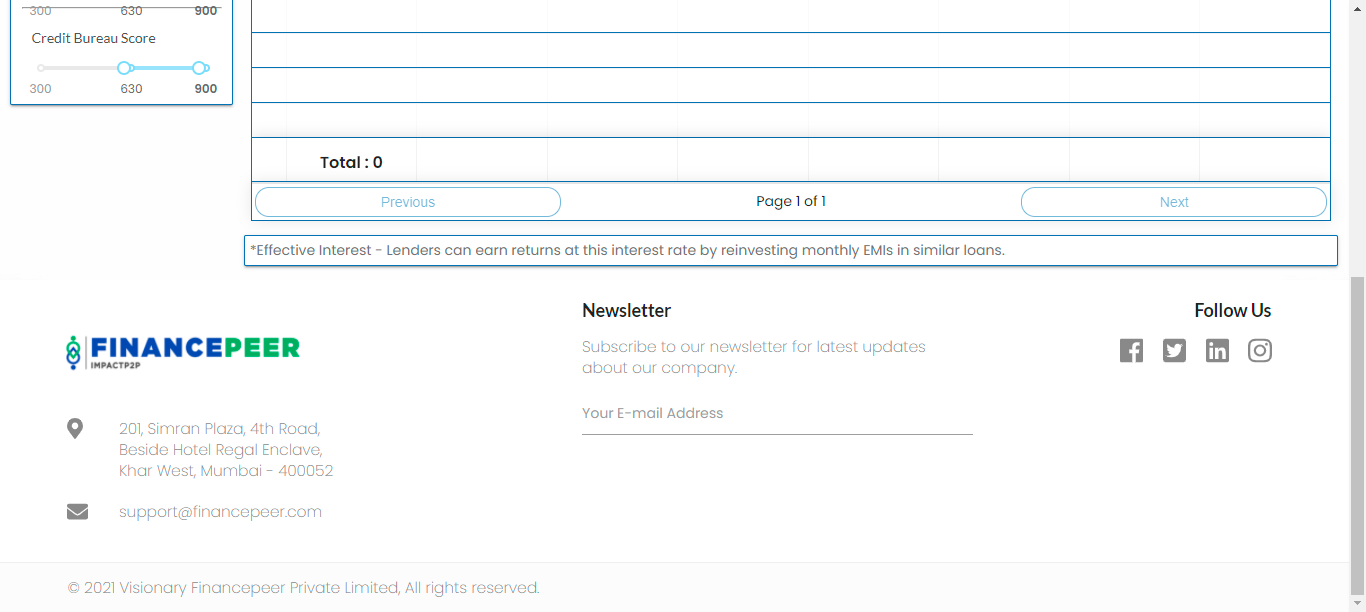 300 630 900
Credit Bureau Score
300 630 900
Total : 0
Previous Page 1 of 1 Next
*Effective Interest - Lenders can earn returns at this interest rate by reinvesting monthly EMIs in similar loans.
FINANCEPEER
IMPACTP2P
201, Simran Plaza, 4th Road,
Beside Hotel Regal Enclave,
Khar West, Mumbai - 400052
support@financepeer.com
Newsletter
Subscribe to our newsletter for latest updates
about our company.
Your E-mail Address
Follow Us
© 2021 Visionary Financepeer Private Limited, All rights reserved.